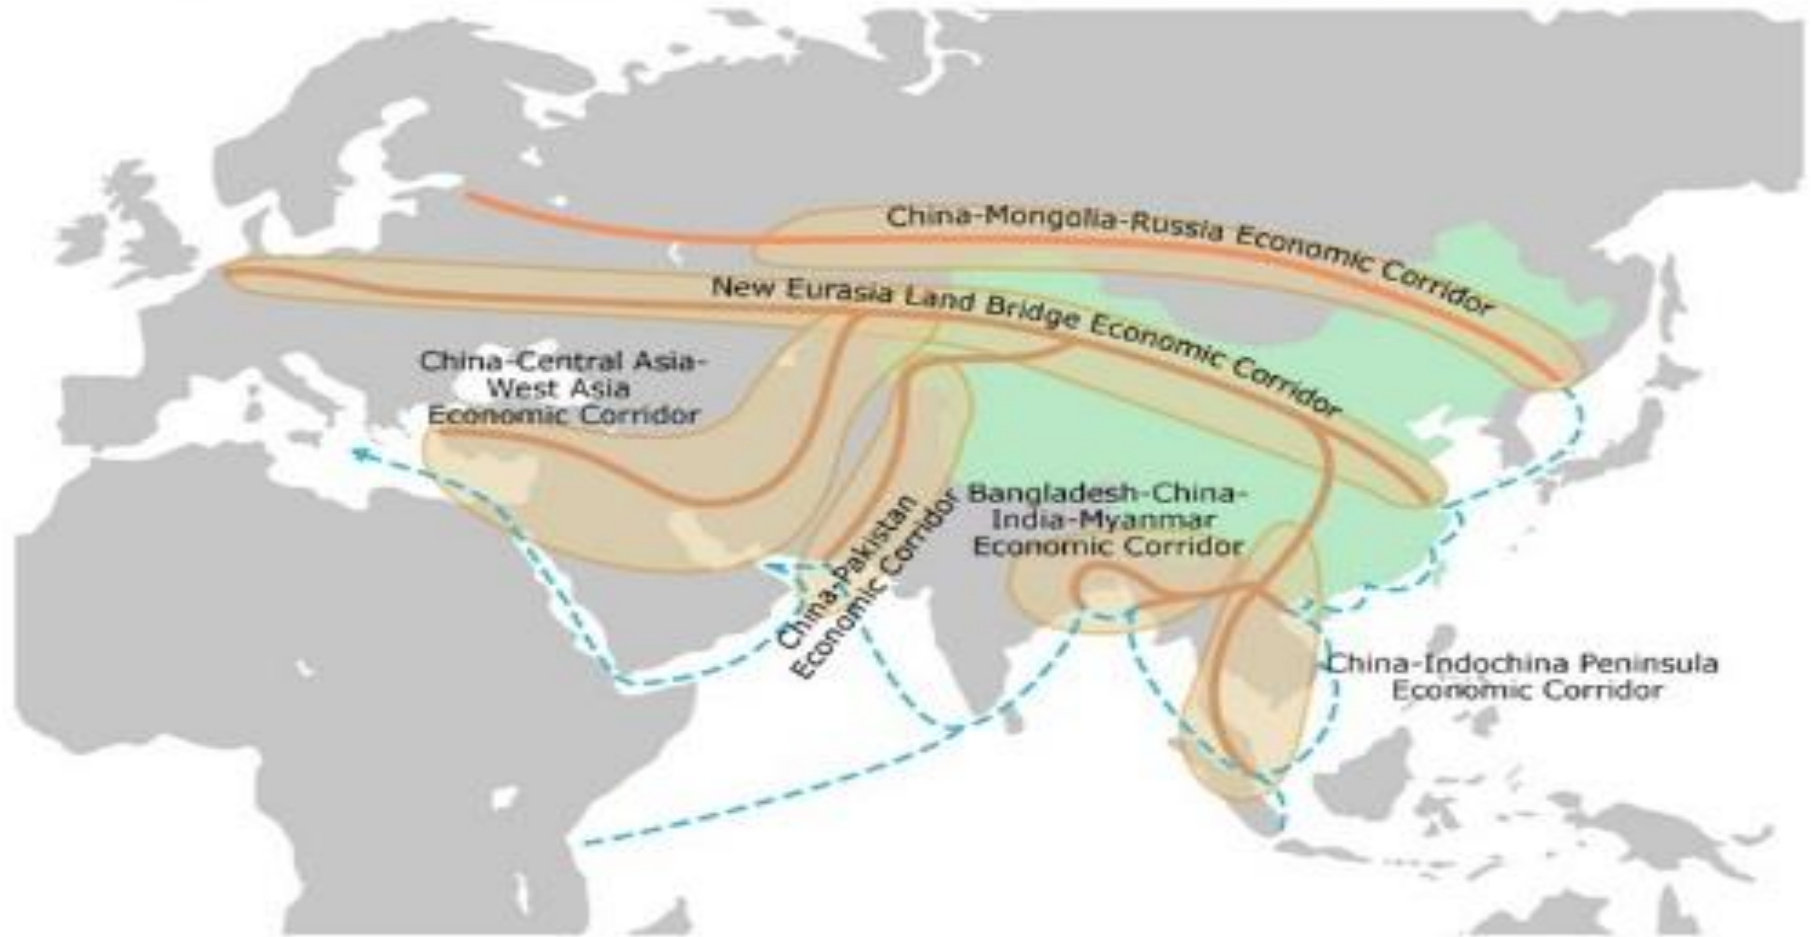 China-Mongolia-Russia Economic Corridor
New Eurasia Land Bridge Economic Corridor
China-Central Asia-
West Asia
Economic Corridor
China-Pakistan
Economic Corridor
Bangladesh-China-
India-Myanmar
Economic Corridor
China-Indochina Peninsula
Economic Corridor